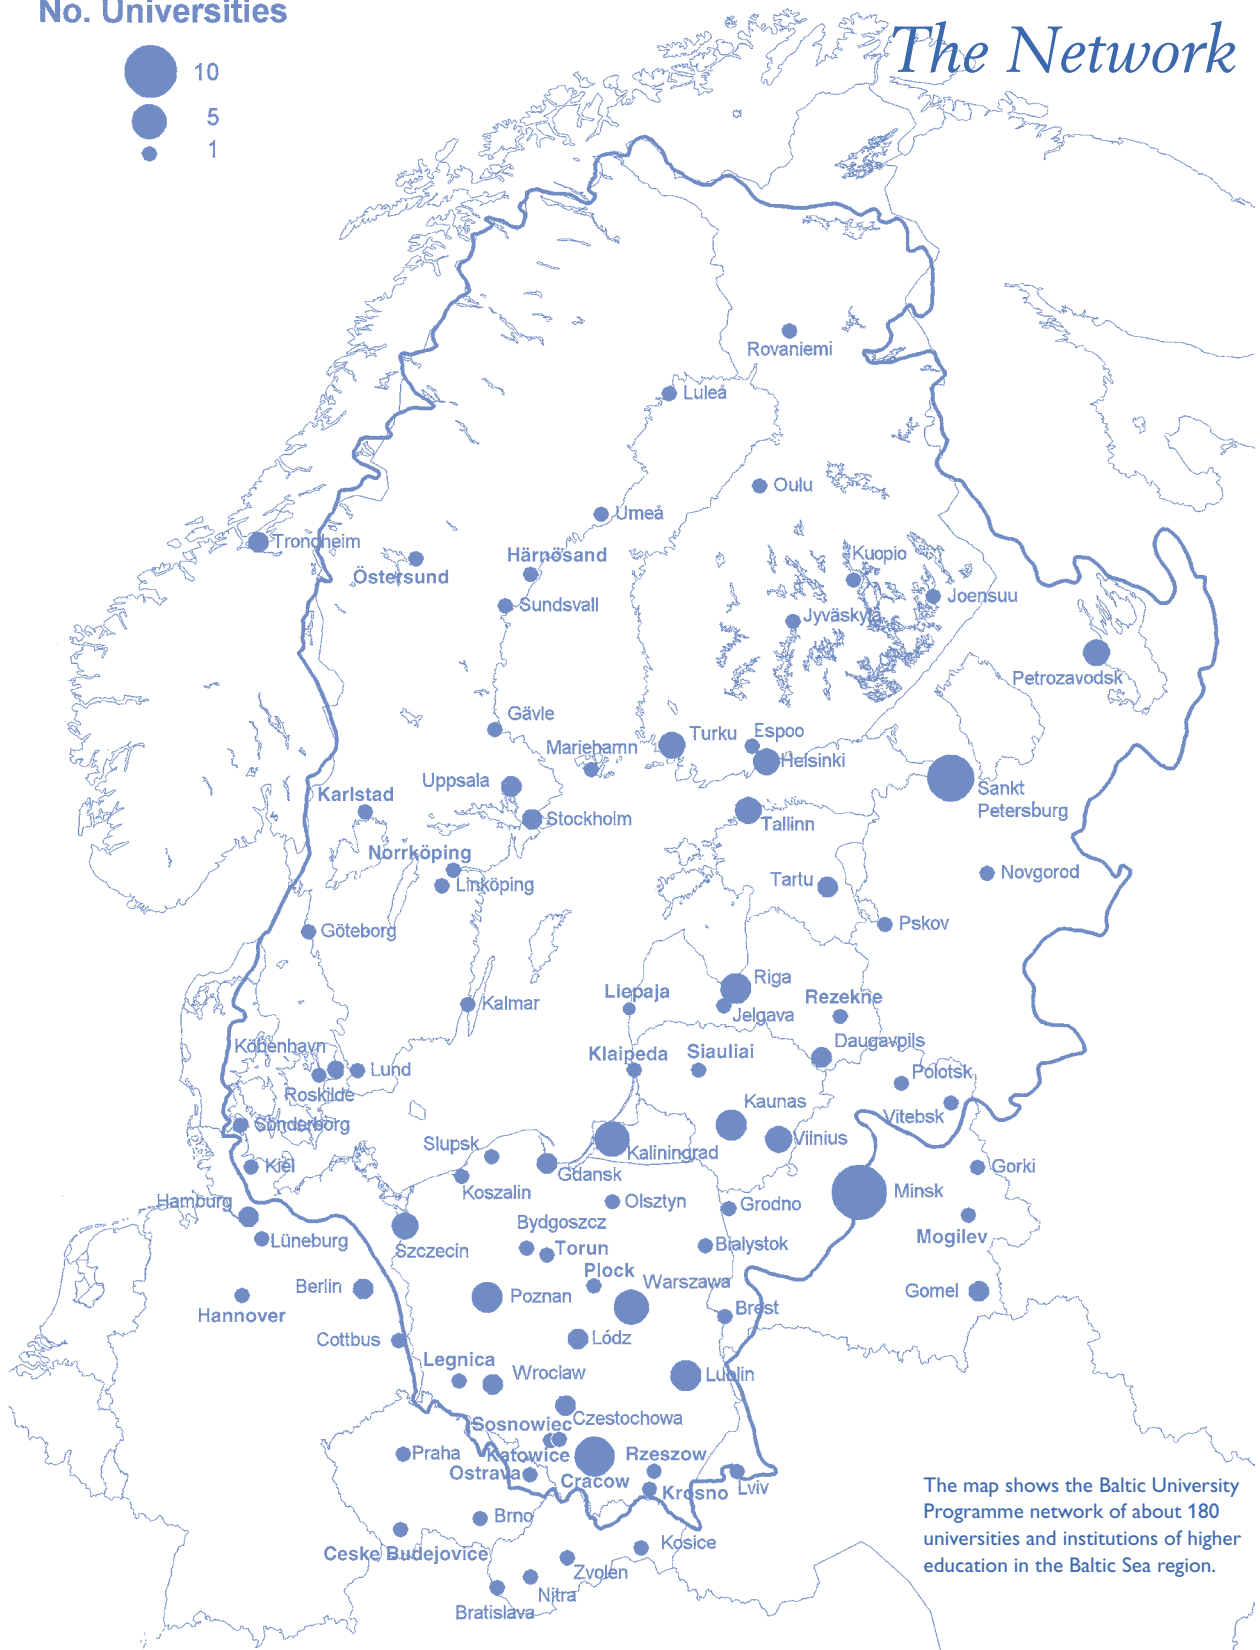 No. Universities
The Network
10
5
1
Rovaniemi
Luleå
Oulu
Umeå
Trondheim
Härnösand
Kuopio
Östersund
Joensuu
Sundsvall
Jyväskylä
Petrozavodsk
Gävle
Turku
Espoo
Mariehamn
Helsinki
Uppsala
Sankt
Petersburg
Karlstad
Stockholm
Tallinn
Norrköping
Novgorod
Linköping
Tartu
Göteborg
Pskov
Riga
Liepaja
Rezekne
Kalmar
Jelgava
Köbenhavn
Daugavpils
Klaipeda
Siauliai
Lund
Polotsk
Roskilde
Kaunas
Vitebsk
Sönderborg
Vilnius
Slupsk
Kaliningrad
Kiel
Gdansk
Gorki
Koszalin
Minsk
Hamburg
Olsztyn
Grodno
Bydgoszcz
Mogilev
Lüneburg
Szczecin
Torun
Bialystok
Plock
Berlin
Warszawa
Gomel
Poznan
Hannover
Brest
Cottbus
Lódz
Legnica
Wroclaw
Lublin
Czestochowa
Sosnowiec
Praha
Katowice
Rzeszow
Ostrava
Cracow
Krosno
Lviv
The map shows the Baltic University
Programme network of about 180
universities and institutions of higher
education in the Baltic Sea region.
Brno
Kosice
Ceske Budejovice
Zvolen
Nitra
Bratislava